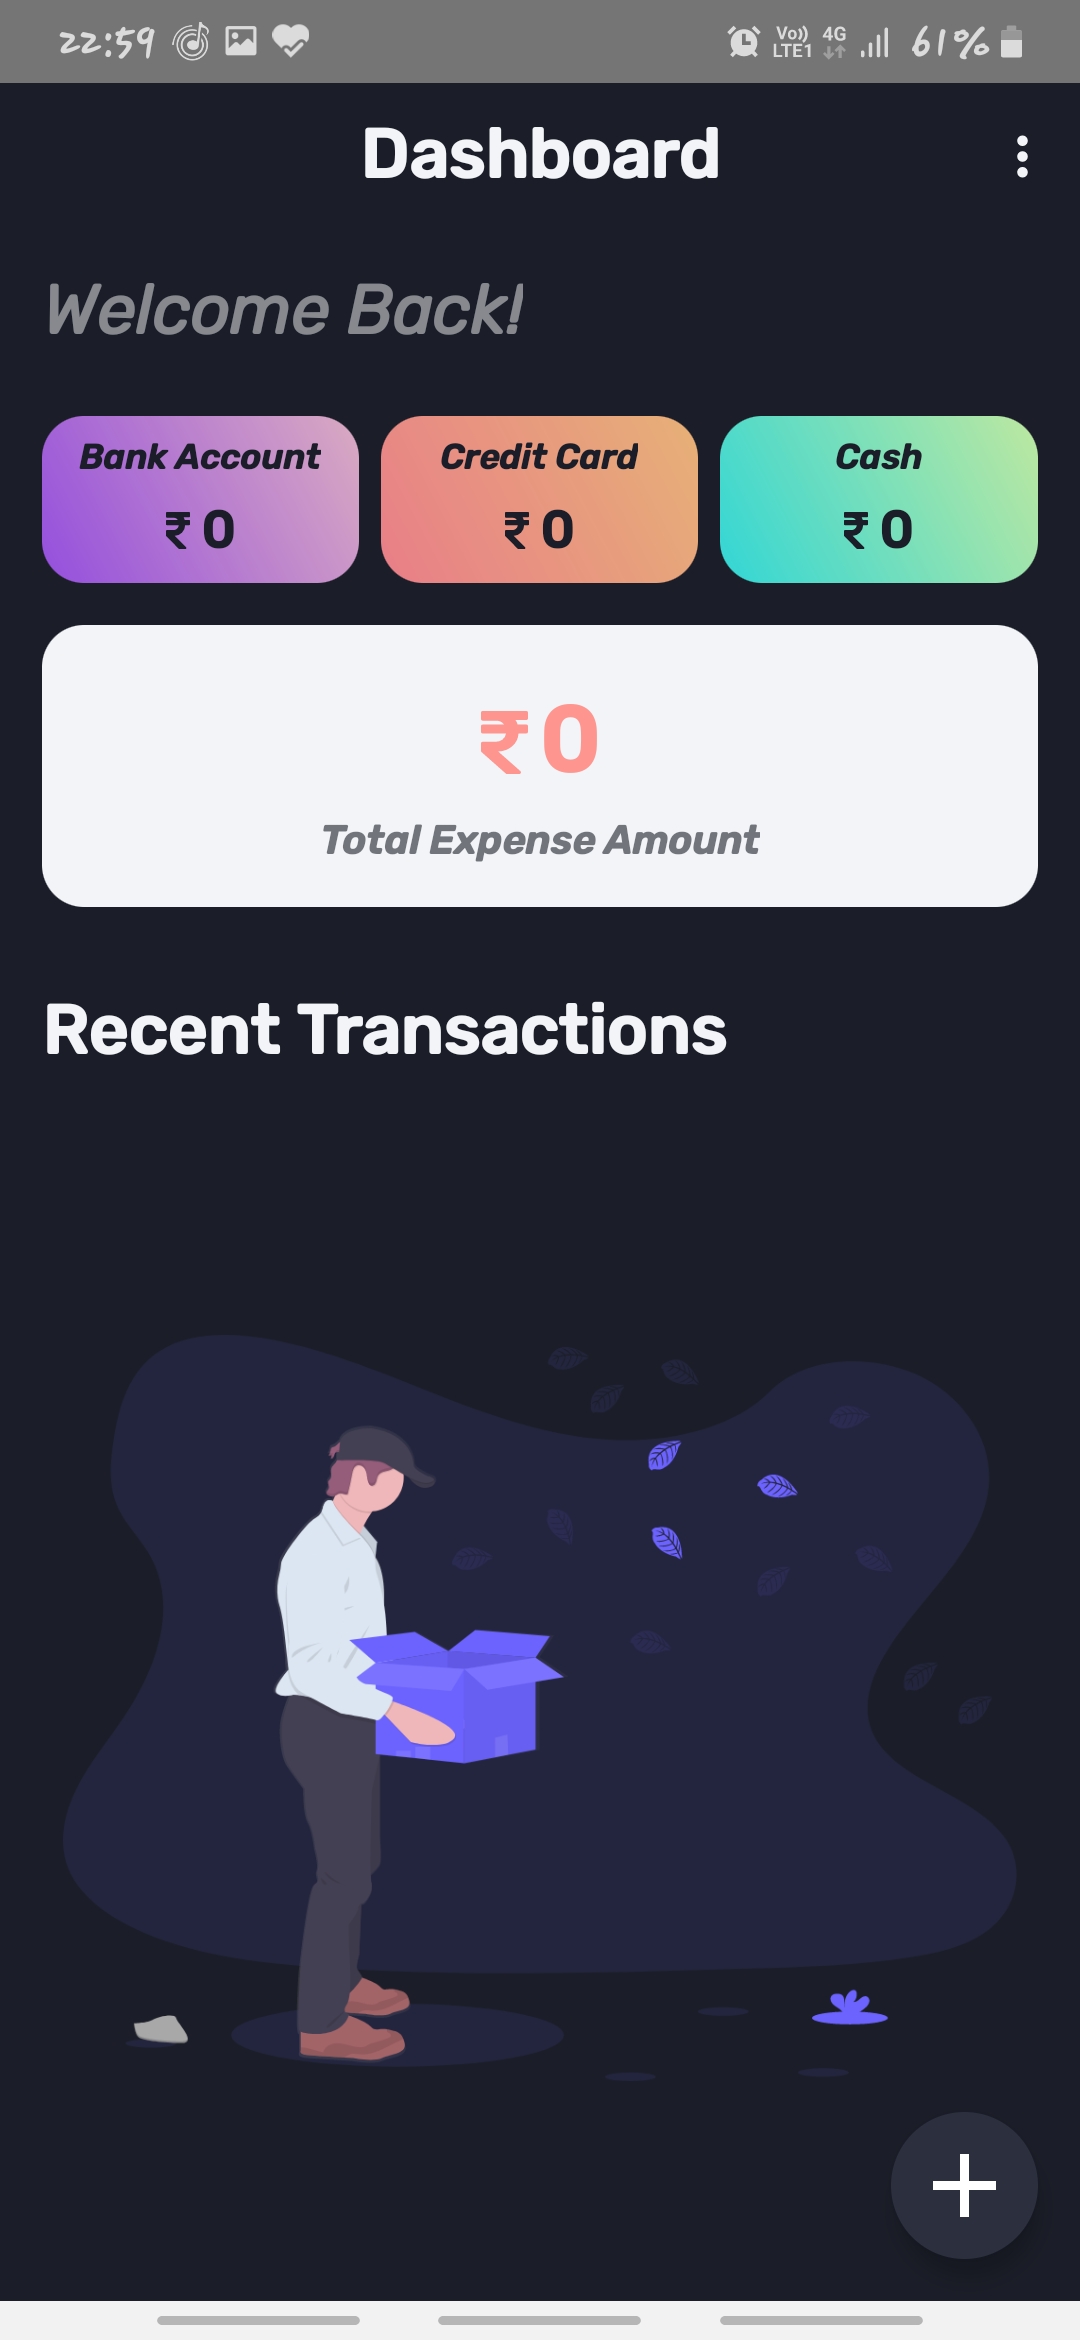 22:59 Vo)) LTE1 4G 61%
Dashboard
Welcome Back!
Bank Account Credit Card Cash
₹ 0 ₹ 0 ₹ 0
₹ 0
Total Expense Amount
Recent Transactions